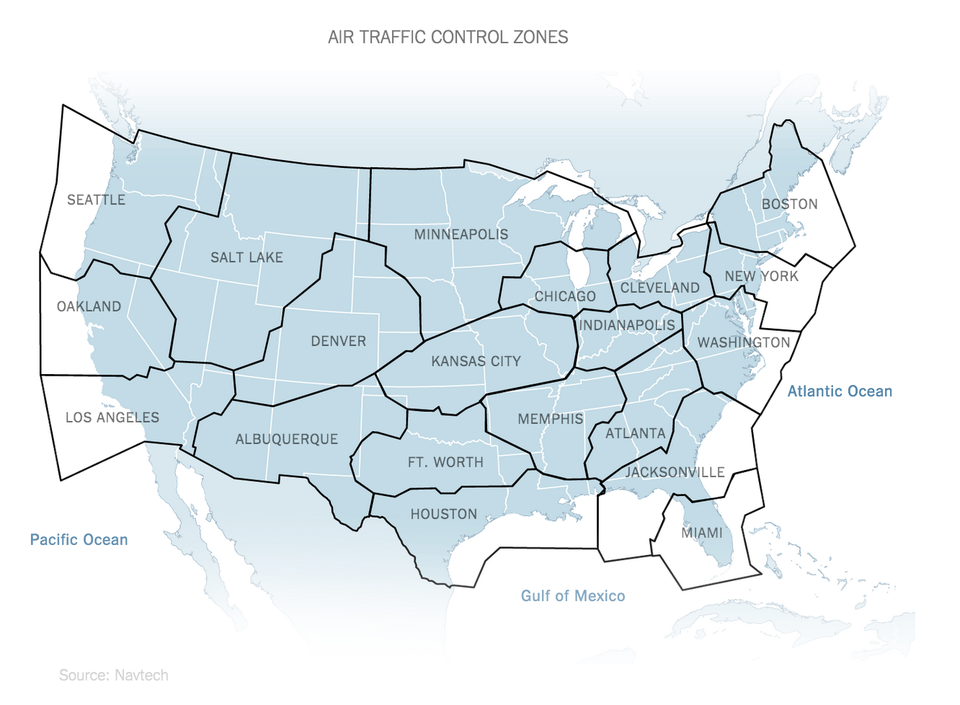 AIR TRAFFIC CONTROL ZONES
SEATTLE
BOSTON
MINNEAPOLIS
SALT LAKE
NEW YORK
CLEVELAND
CHICAGO
OAKLAND
INDIANAPOLIS
DENVER
WASHINGTON
KANSAS CITY
Atlantic Ocean
LOS ANGELES
MEMPHIS
ATLANTA
ALBUQUERQUE
FT. WORTH
JACKSONVILLE
HOUSTON
MIAMI
Pacific Ocean
Gulf of Mexico
Source: Navtech